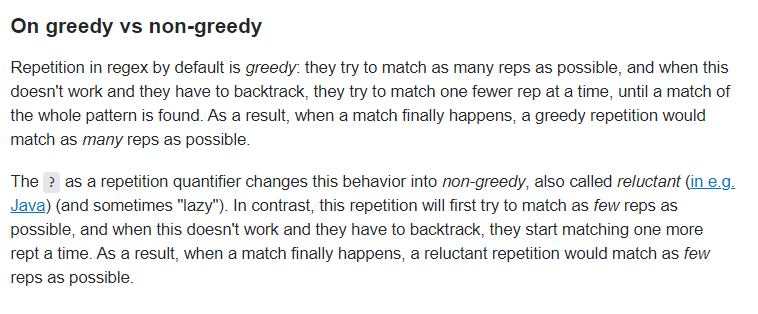 On greedy vs non-greedy
Repetition in regex by default is greedy: they try to match as many reps as possible, and when this
doesn't work and they have to backtrack, they try to match one fewer rep at a time, until a match of
the whole pattern is found. As a result, when a match finally happens, a greedy repetition would
match as many reps as possible.
The ? as a repetition quantifier changes this behavior into non-greedy, also called reluctant (in e.g.
Java) (and sometimes "lazy"). In contrast, this repetition will first try to match as few reps as
possible, and when this doesn't work and they have to backtrack, they start matching one more
rept a time. As a result, when a match finally happens, a reluctant repetition would match as few
reps as possible.